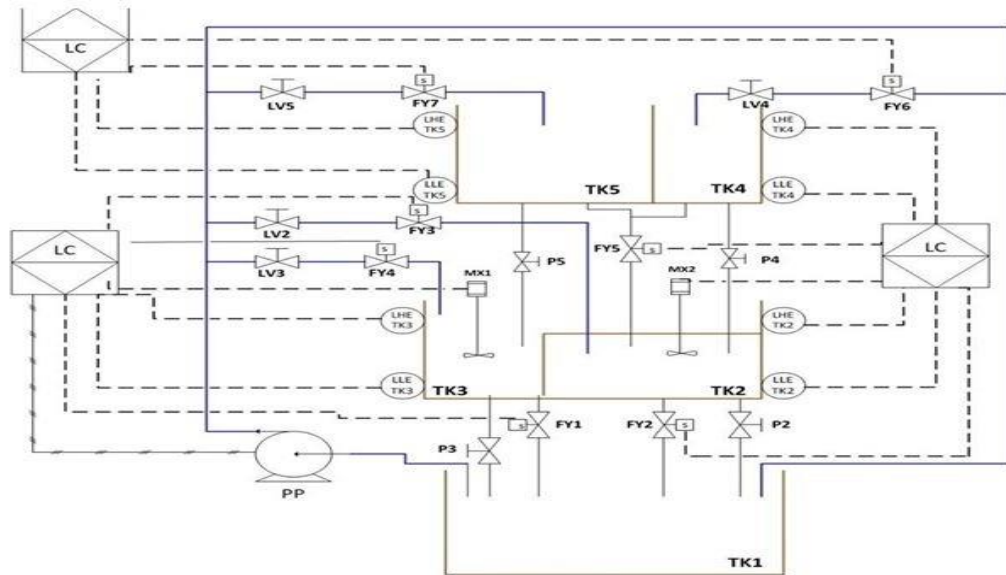 LC
S
S
LV5
FY7
LV4
FY6
LHE
TK5
LHE
TK4
LLE
TK5
TK5
TK4
LLE
TK4
S
LV2
FY3
LC
S
FY5
S
P5
P4
LC
LV3
FY4
MX1
MX2
LHE
TK3
LHE
TK2
LLE
TK3
TK3
TK2
LLE
TK2
S
FY1
FY2
S
P2
P3
PP
TK1